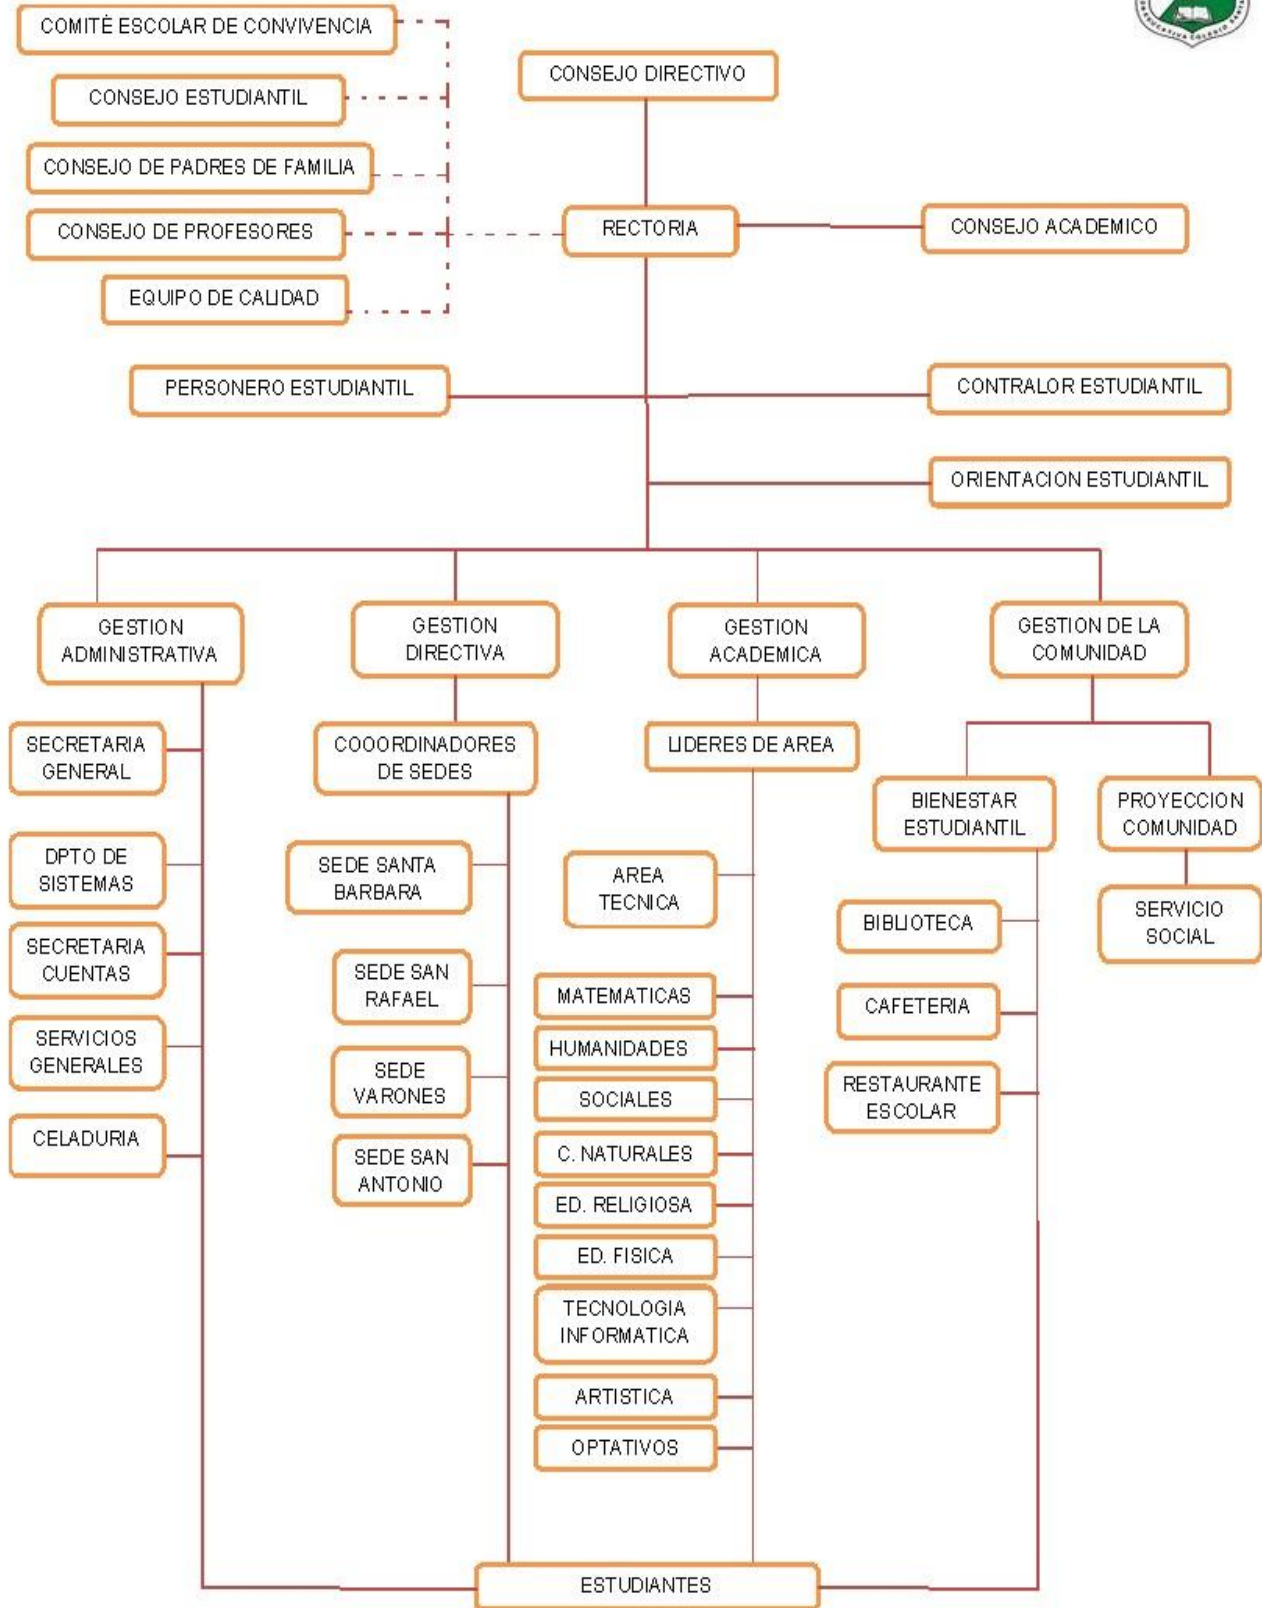 COMITÉ ESCOLAR DE CONVIVENCIA
CONSEJO ESTUDIANTIL
CONSEJO DE PADRES DE FAMILIA
CONSEJO DE PROFESORES
EQUIPO DE CALIDAD
CONSEJO DIRECTIVO
RECTORIA
CONSEJO ACADEMICO
PERSONERO ESTUDIANTIL
CONTRALOR ESTUDIANTIL
ORIENTACION ESTUDIANTIL
GESTION
ADMINISTRATIVA
SECRETARIA
GENERAL
DPTO DE
SISTEMAS
SECRETARIA
CUENTAS
SERVICIOS
GENERALES
CELADURIA
GESTION
DIRECTIVA
COOORDINADORES
DE SEDES
SEDE SANTA
BARBARA
SEDE SAN
RAFAEL
SEDE
VARONES
SEDE SAN
ANTONIO
GESTION
ACADEMICA
LIDERES DE AREA
AREA
TECNICA
MATEMATICAS
HUMANIDADES
SOCIALES
C. NATURALES
ED. RELIGIOSA
ED. FISICA
TECNOLOGIA
INFORMATICA
ARTISTICA
OPTATIVOS
GESTION DE LA
COMUNIDAD
BIENESTAR
ESTUDIANTIL
BIBLIOTECA
CAFETERIA
RESTAURANTE
ESCOLAR
PROYECCION
COMUNIDAD
SERVICIO
SOCIAL
ESTUDIANTES